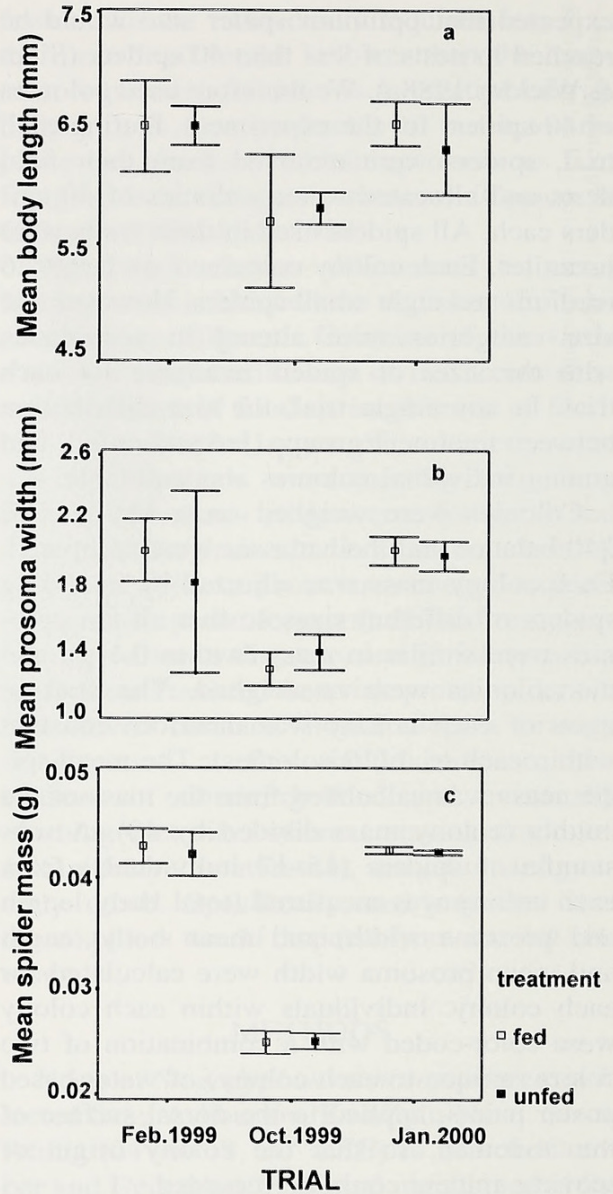 7.5
a
6.5
5.5
4.5
Mean body length (mm)
2.6
b
2.2
1.8
1.4
1.0
Mean prosoma width (mm)
0.05
c
0.04
0.03
0.02
Mean spider mass (g)
treatment
fed
unfed
Feb.1999 Oct.1999 Jan.2000
TRIAL